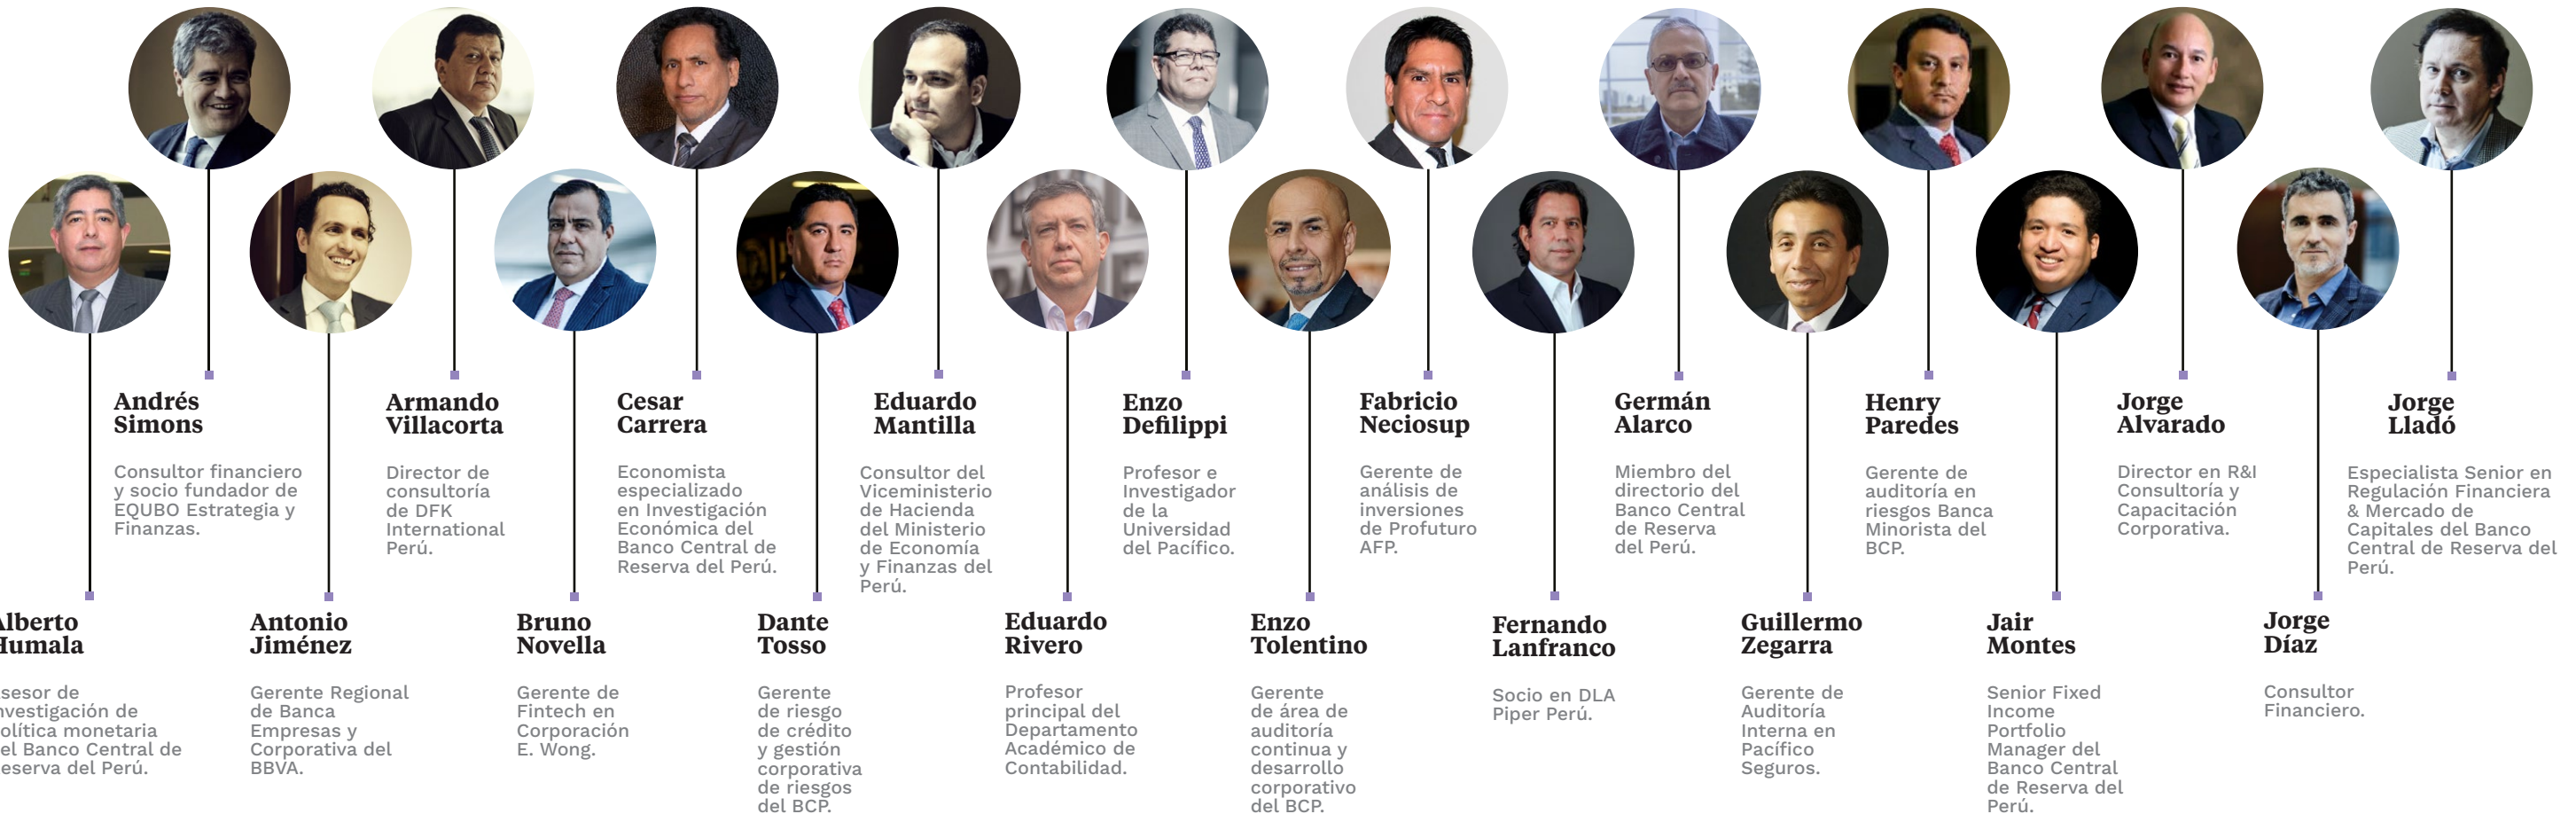 Andrés
Simons
Consultor financiero
y socio fundador de
EQUBO Estrategia y
Finanzas.
Armando
Villacorta
Director de
consultoría
de DFK
International
Perú.
Cesar
Carrera
Economista
especializado
en Investigación
Económica del
Banco Central de
Reserva del Perú.
Eduardo
Mantilla
Consultor del
Viceministerio
de Hacienda
del Ministerio
de Economía
y Finanzas del
Perú.
Enzo
Defilippi
Profesor e
Investigador
de la
Universidad
del Pacífico.
Fabricio
Neciosup
Gerente de
análisis de
inversiones
de Profuturo
AFP.
Germán
Alarco
Miembro del
directorio del
Banco Central
de Reserva
del Perú.
Henry
Paredes
Gerente de
auditoría en
riesgos Banca
Minorista del
BCP.
Jorge
Alvarado
Director en R&I
Consultoría y
Capacitación
Corporativa.
Jorge
Lladó
Especialista Senior en
Regulación Financiera
& Mercado de
Capitales del Banco
Central de Reserva del
Perú.
Alberto
Humala
sesor de
nvestigación de
olítica monetaria
el Banco Central de
eserva del Perú.
Antonio
Jiménez
Gerente Regional
de Banca
Empresas y
Corporativa del
BBVA.
Bruno
Novella
Gerente de
Fintech en
Corporación
E. Wong.
Dante
Tosso
Gerente
de riesgo
de crédito
y gestión
corporativa
de riesgos
del BCP.
Eduardo
Rivero
Profesor
principal del
Departamento
Académico de
Contabilidad.
Enzo
Tolentino
Gerente
de área de
auditoría
continua y
desarrollo
corporativo
del BCP.
Fernando
Lanfranco
Socio en DLA
Piper Perú.
Guillermo
Zegarra
Gerente de
Auditoría
Interna en
Pacífico
Seguros.
Jair
Montes
Senior Fixed
Income
Portfolio
Manager del
Banco Central
de Reserva del
Perú.
Jorge
Díaz
Consultor
Financiero.